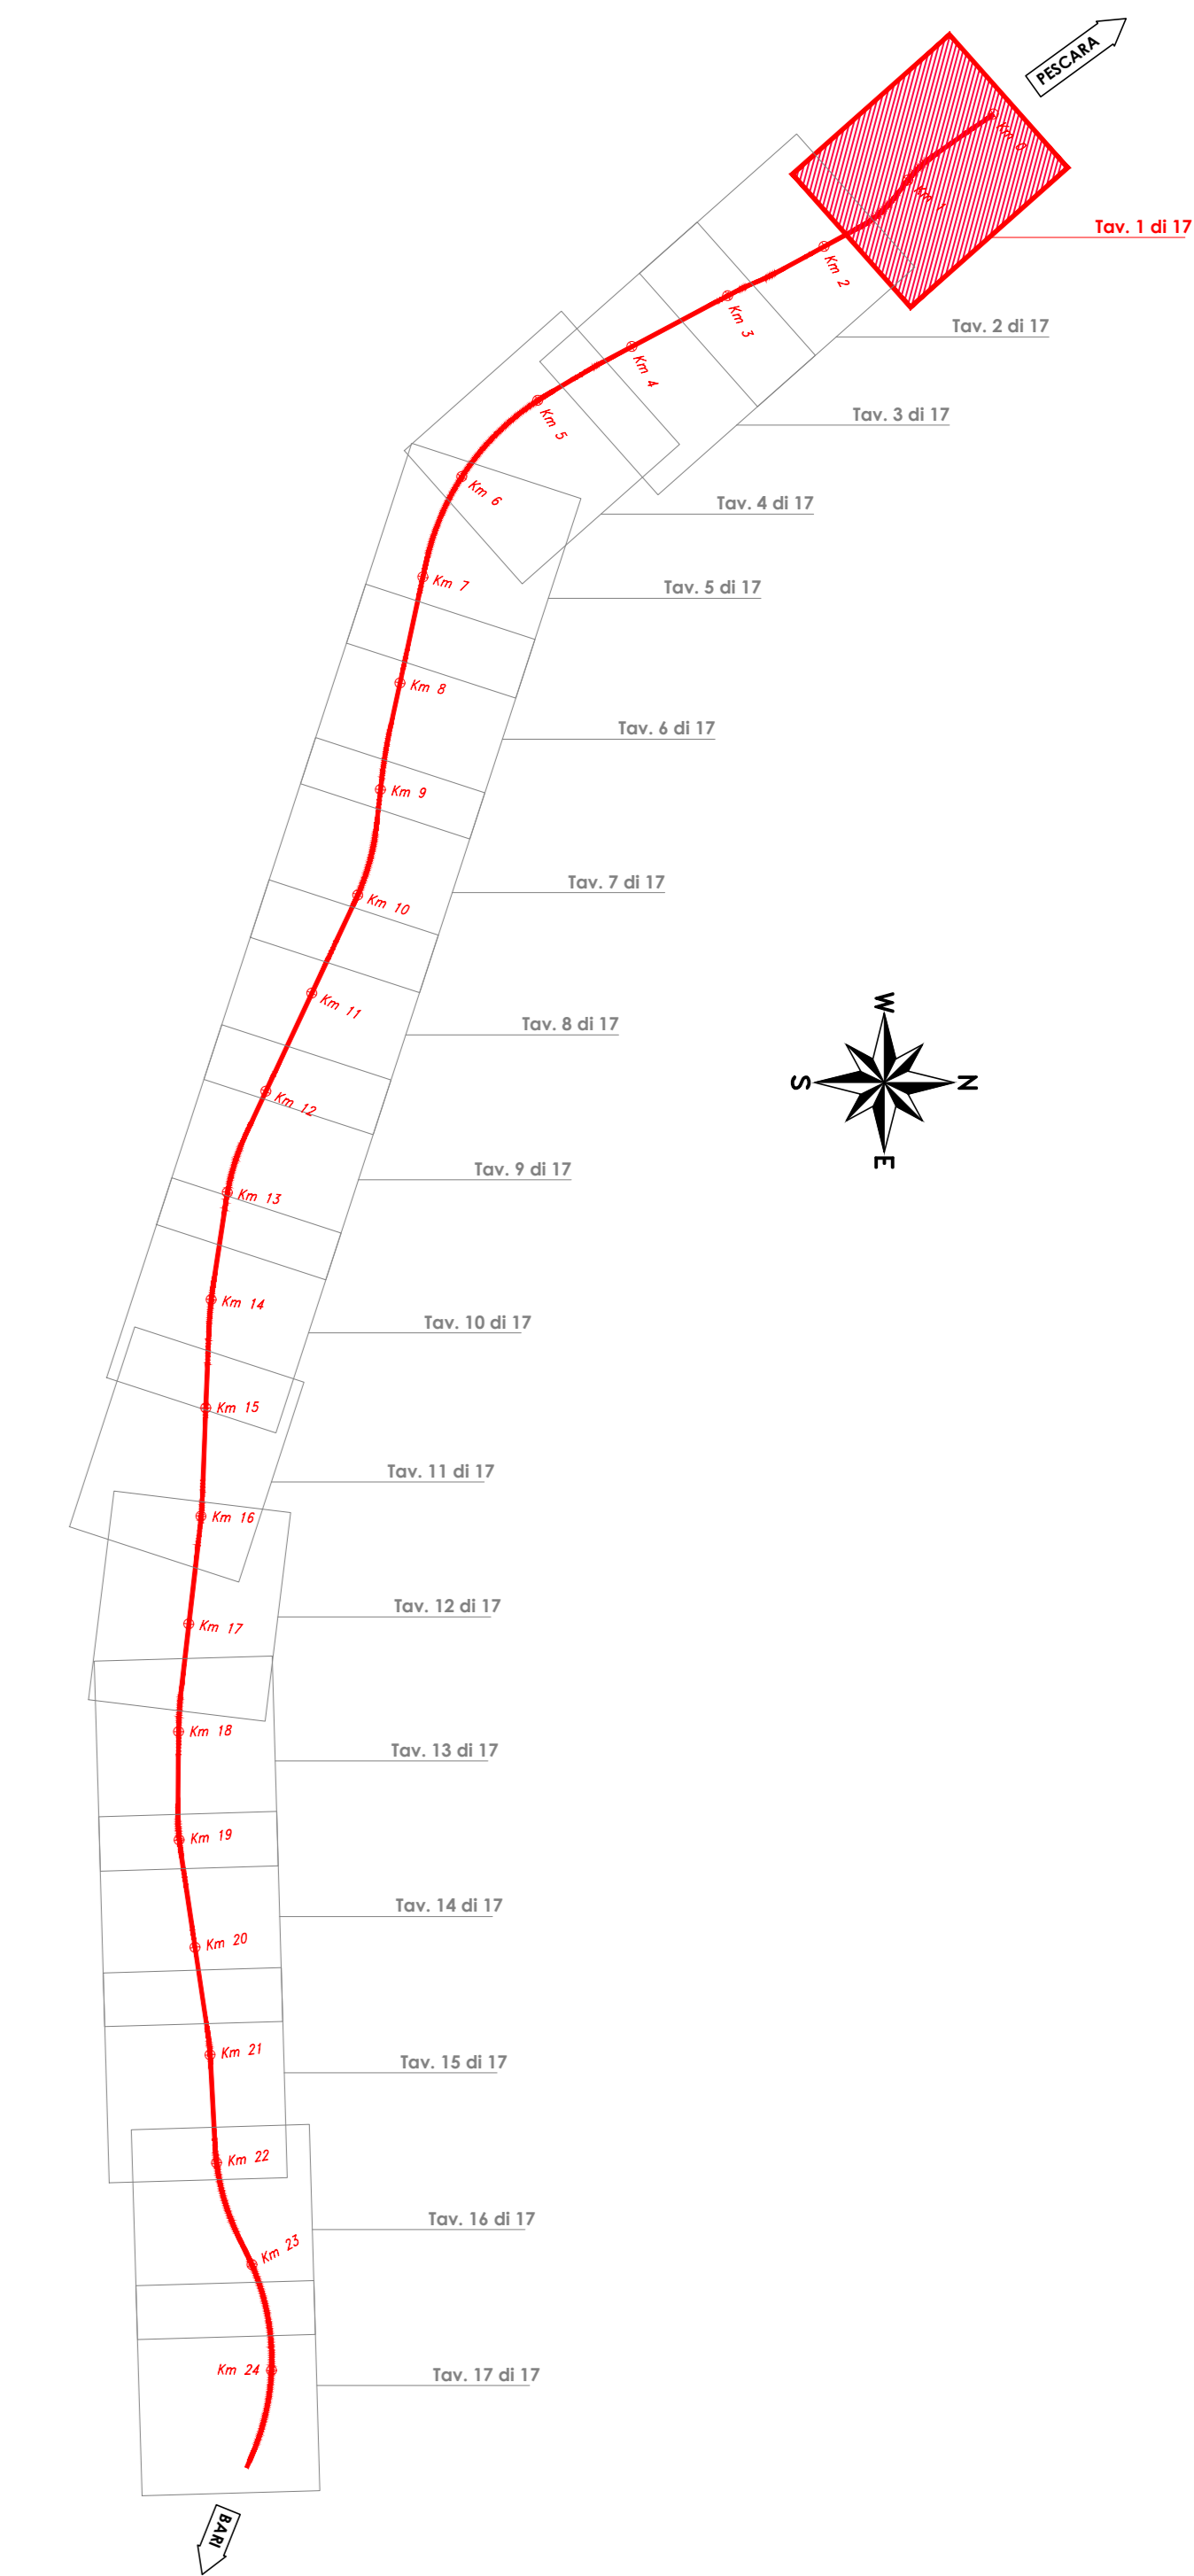 PESCARA
Km 0
Km 1
Tav. 1 di 17
Km 2
Km 3
Tav. 2 di 17
Km 4
Km 5
Tav. 3 di 17
Km 6
Tav. 4 di 17
Km 7
Tav. 5 di 17
Km 8
Tav. 6 di 17
Km 9
Tav. 7 di 17
Km 10
Km 11
W
Tav. 8 di 17
S
N
Km 12
E
Tav. 9 di 17
Km 13
Km 14
Tav. 10 di 17
Km 15
Tav. 11 di 17
Km 16
Tav. 12 di 17
Km 17
Km 18
Tav. 13 di 17
Km 19
Tav. 14 di 17
Km 20
Km 21
Tav. 15 di 17
Km 22
Tav. 16 di 17
Km 23
Km 24
Tav. 17 di 17
BARI